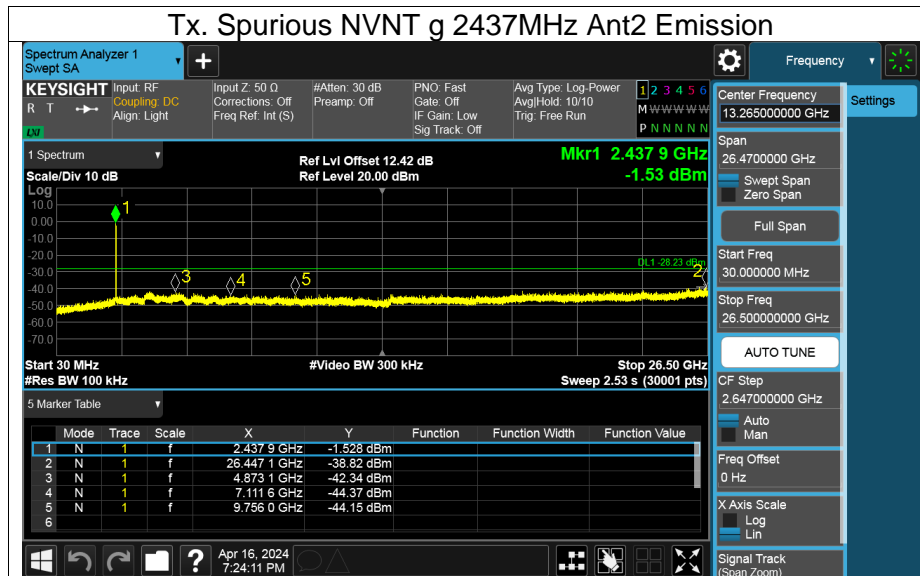 Tx. Spurious NVNT g 2437MHz Ant2 Emission
Spectrum Analyzer 1
Swept SA
Frequency
KEYSIGHT
R T
LXI
Input: RF
Coupling: DC
Align: Light
Input Z: 50 Ω
Corrections: Off
Freq Ref: Int (S)
#Atten: 30 dB
Preamp: Off
PNO: Fast
Gate: Off
IF Gain: Low
Sig Track: Off
Avg Type: Log-Power
Avg|Hold: 10/10
Trig: Free Run
1 2 3 4 5 6
M W W W W W
P N N N N N
1 Spectrum
Scale/Div 10 dB
Ref Lvl Offset 12.42 dB
Ref Level 20.00 dBm
Mkr1 2.437 9 GHz
-1.53 dBm
Log
10.0
0.00
-10.0
-20.0
-30.0
-40.0
-50.0
-60.0
-70.0
1
3
4
5
2
DL1 -28.23 dBm
Start 30 MHz
#Res BW 100 kHz
#Video BW 300 kHz
Stop 26.50 GHz
Sweep 2.53 s (30001 pts)
5 Marker Table
Mode Trace Scale X Y Function Function Width Function Value
1 N 1 f 2.437 9 GHz -1.528 dBm
2 N 1 f 26.447 1 GHz -38.82 dBm
3 N 1 f 4.873 1 GHz -42.34 dBm
4 N 1 f 7.111 6 GHz -44.37 dBm
5 N 1 f 9.756 0 GHz -44.15 dBm
6
Apr 16, 2024
7:24:11 PM
Center Frequency
13.265000000 GHz
Settings
Span
26.4700000 GHz
Swept Span
Zero Span
Full Span
Start Freq
30.000000 MHz
Stop Freq
26.500000000 GHz
AUTO TUNE
CF Step
2.647000000 GHz
Auto
Man
Freq Offset
0 Hz
X Axis Scale
Log
Lin
Signal Track
(Span Zoom)